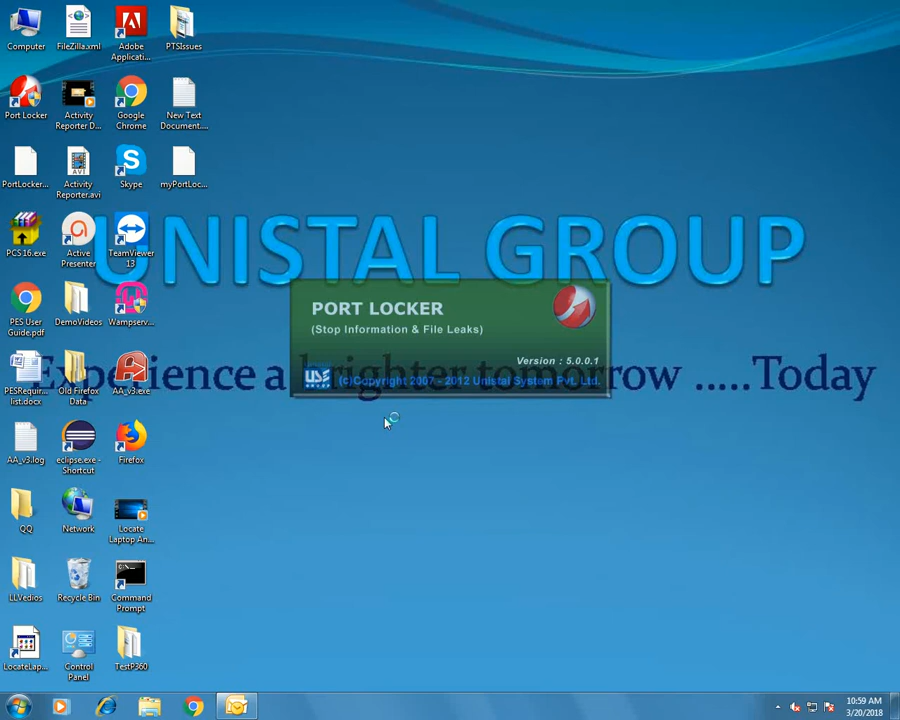 Computer
FileZilla.xml
Adobe
Applicati...
PTSIssues
Port Locker
Activity
Reporter D...
Google
Chrome
New Text
Document....
PortLocker...
Activity
Reporter.avi
Skype
myPortLoc...
PCS16.exe
Active
Presenter
TeamViewer
13
UNISTAL GROUP
PES User
Guide.pdf
DemoVideos
Wampserv...
PORT LOCKER
(Stop Information & File Leaks)
Version : 5.0.0.1
(c)Copyright 2007 - 2012 Unistal System Pvt. Ltd.
Experience a brighter tomorrow .....Today
PESRequir...
list.docx
Old Firefox
Data
AA_v3.exe
AA_v3.log
eclipse.exe -
Shortcut
Firefox
QQ
Network
Locate
Laptop An...
LLVedios
Recycle Bin
Command
Prompt
LocateLap...
Control
Panel
TestP360
10:59 AM
3/20/2018